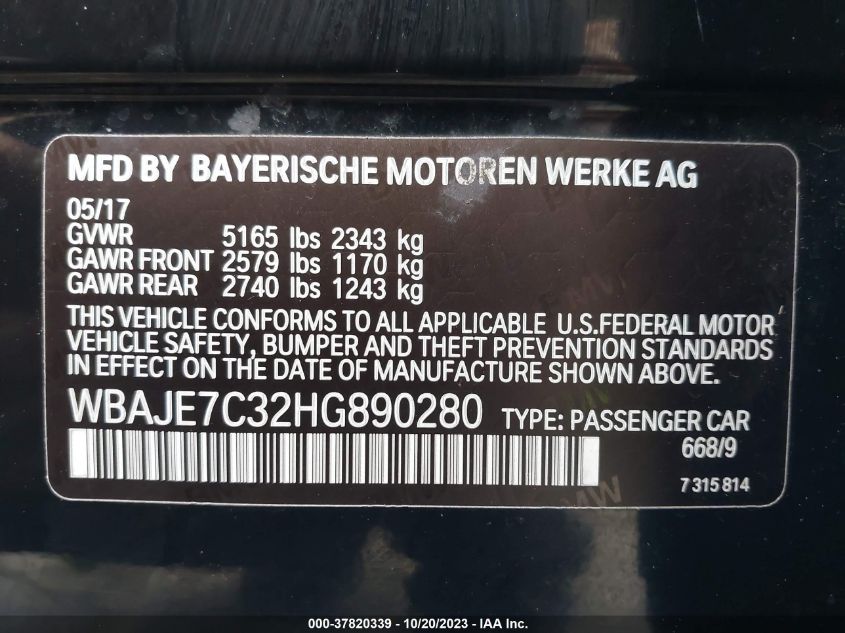 MFD BY BAYERISCHE MOTOREN WERKE AG
05/17
GVWR 5165 lbs 2343 kg
GAWR FRONT 2579 lbs 1170 kg
GAWR REAR 2740 lbs 1243 kg
THIS VEHICLE CONFORMS TO ALL APPLICABLE U.S.FEDERAL MOTOR
VEHICLE SAFETY, BUMPER AND THEFT PREVENTION STANDARDS
IN EFFECT ON THE DATE OF MANUFACTURE SHOWN ABOVE.
WBAJE7C32HG890280 TYPE: PASSENGER CAR
668/9
7 315 814
000-37820339 - 10/20/2023 - IAA Inc.